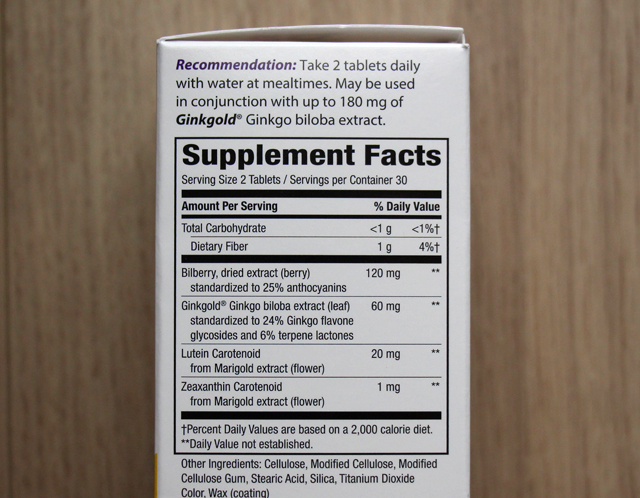 Recommendation: Take 2 tablets daily
with water at mealtimes. May be used
in conjunction with up to 180 mg of
Ginkgold® Ginkgo biloba extract.
Supplement Facts
Serving Size 2 Tablets / Servings per Container 30
Amount Per Serving % Daily Value
Total Carbohydrate <1 g <1%†
Dietary Fiber 1 g 4%†
Bilberry, dried extract (berry) 120 mg **
standardized to 25% anthocyanins
Ginkgold® Ginkgo biloba extract (leaf) 60 mg **
standardized to 24% Ginkgo flavone
glycosides and 6% terpene lactones
Lutein Carotenoid 20 mg **
from Marigold extract (flower)
Zeaxanthin Carotenoid 1 mg **
from Marigold extract (flower)
†Percent Daily Values are based on a 2,000 calorie diet.
**Daily Value not established.
Other Ingredients: Cellulose, Modified Cellulose, Modified
Cellulose Gum, Stearic Acid, Silica, Titanium Dioxide
Color, Wax (coating)